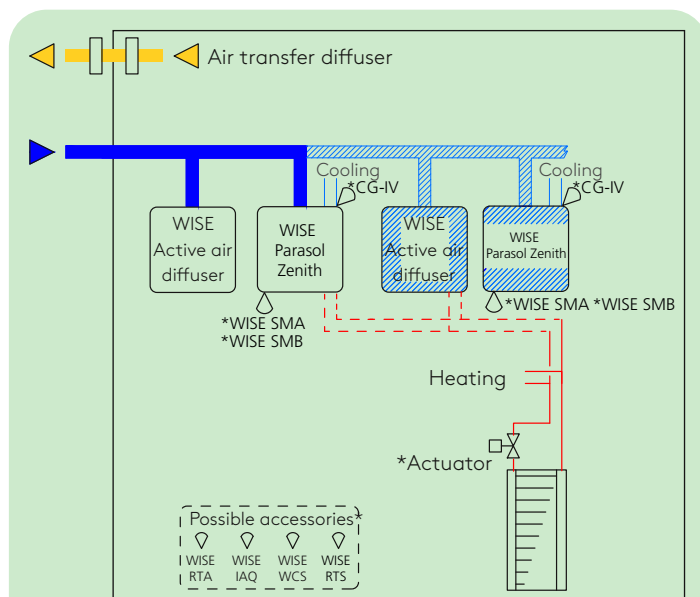 Air transfer diffuser
Cooling
*CG-IV
Cooling
*CG-IV
WISE
Active air
diffuser
WISE
Parasol
Zenith
WISE
Active air
diffuser
WISE
Parasol Zenith
*WISE SMA
*WISE SMB
*WISE SMA *WISE SMB
Heating
*Actuator
Possible accessories*
WISE
RTA
WISE
IAQ
WISE
WCS
WISE
RTS